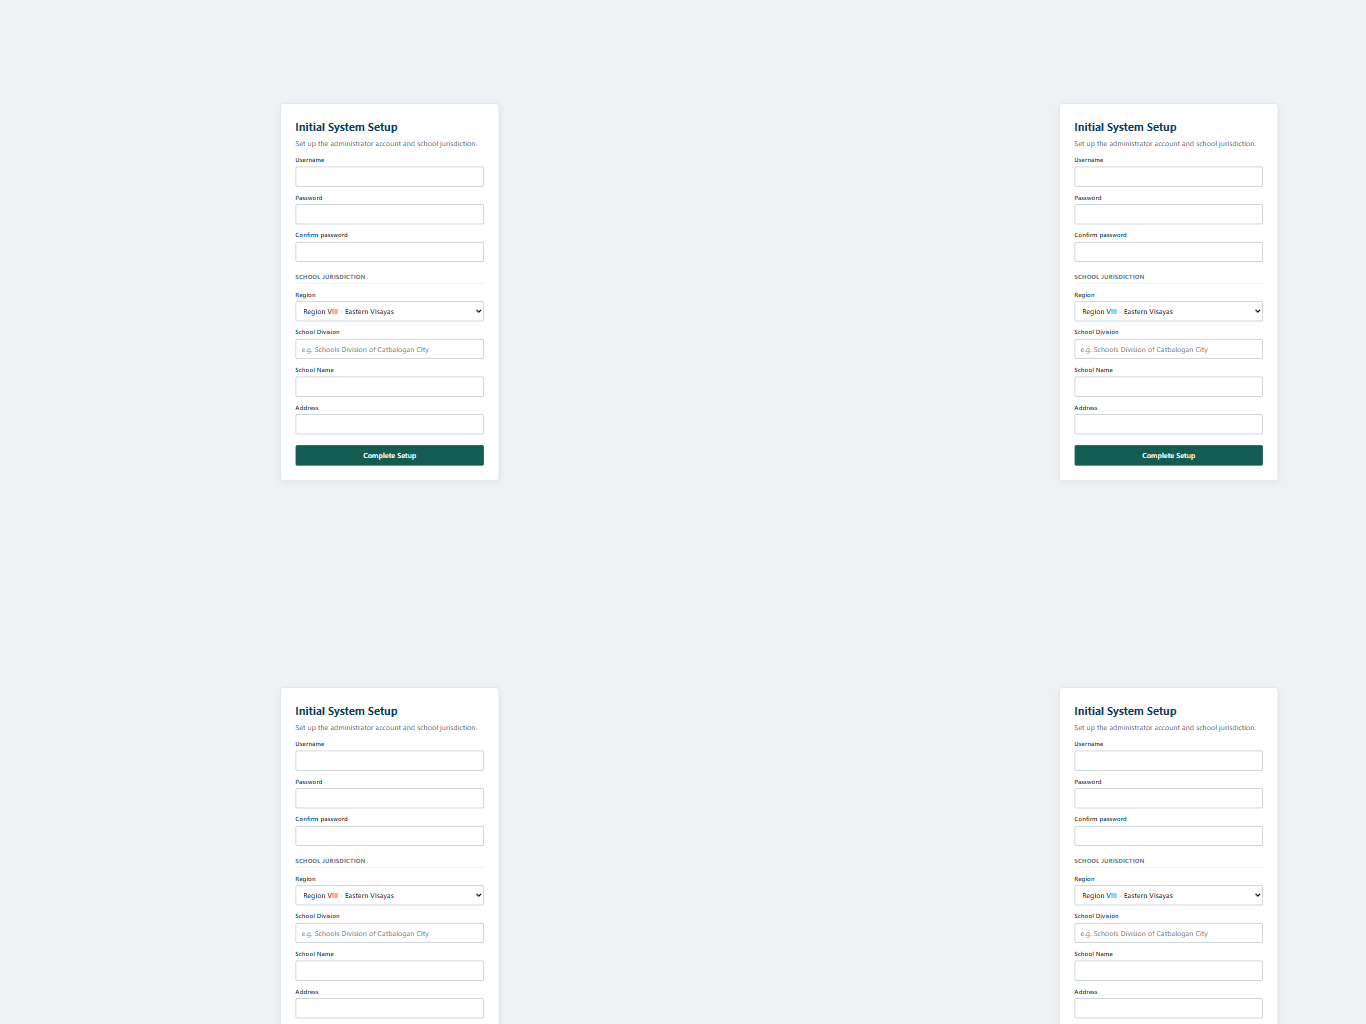 Initial System Setup
Set up the administrator account and school jurisdiction.
Username
Password
Confirm password
SCHOOL JURISDICTION
Region
Region VIII - Eastern Visayas
School Division
e.g. Schools Division of Catbalogan City
School Name
Address
Complete Setup
Initial System Setup
Set up the administrator account and school jurisdiction.
Username
Password
Confirm password
SCHOOL JURISDICTION
Region
Region VIII - Eastern Visayas
School Division
e.g. Schools Division of Catbalogan City
School Name
Address
Complete Setup
Initial System Setup
Set up the administrator account and school jurisdiction.
Username
Password
Confirm password
SCHOOL JURISDICTION
Region
Region VIII - Eastern Visayas
School Division
e.g. Schools Division of Catbalogan City
School Name
Address
Initial System Setup
Set up the administrator account and school jurisdiction.
Username
Password
Confirm password
SCHOOL JURISDICTION
Region
Region VIII - Eastern Visayas
School Division
e.g. Schools Division of Catbalogan City
School Name
Address